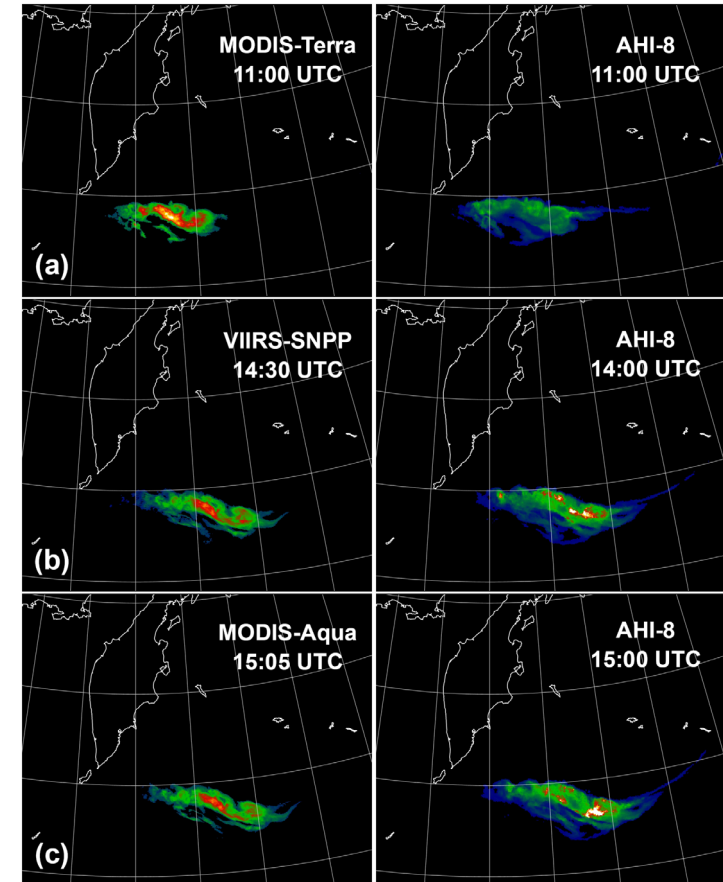 MODIS-Terra
11:00 UTC
AHI-8
11:00 UTC
(a)
VIIRS-SNPP
14:30 UTC
AHI-8
14:00 UTC
(b)
MODIS-Aqua
15:05 UTC
AHI-8
15:00 UTC
(c)